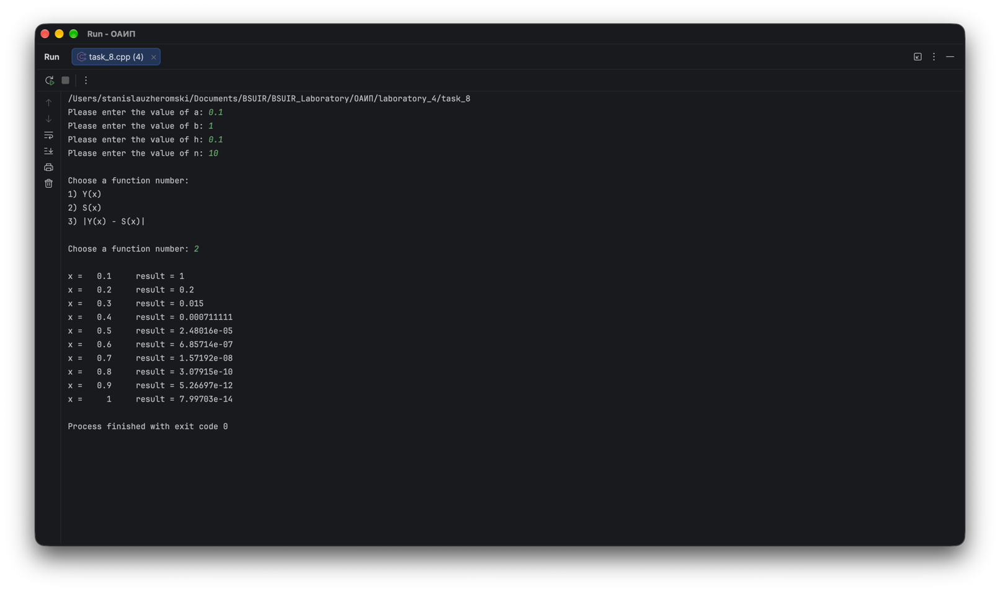 Run - ОАИП
Run task_8.cpp (4)
/Users/stanislauzheromski/Documents/BSUIR/BSUIR_Laboratory/ОАИП/laboratory_4/task_8
Please enter the value of a: 0.1
Please enter the value of b: 1
Please enter the value of h: 0.1
Please enter the value of n: 10
Choose a function number:
1) Y(x)
2) S(x)
3) |Y(x) - S(x)|
Choose a function number: 2
x =   0.1     result = 1
x =   0.2     result = 0.2
x =   0.3     result = 0.015
x =   0.4     result = 0.000711111
x =   0.5     result = 2.48016e-05
x =   0.6     result = 6.85714e-07
x =   0.7     result = 1.57192e-08
x =   0.8     result = 3.07915e-10
x =   0.9     result = 5.26697e-12
x =     1     result = 7.99703e-14
Process finished with exit code 0